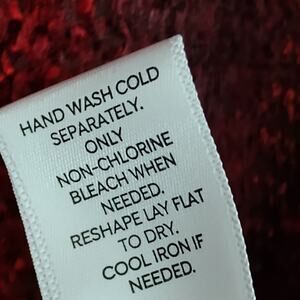 HAND WASH COLD
SEPARATELY.
ONLY
NON-CHLORINE
BLEACH WHEN
NEEDED.
RESHAPE LAY FLAT
TO DRY.
COOL IRON IF
NEEDED.